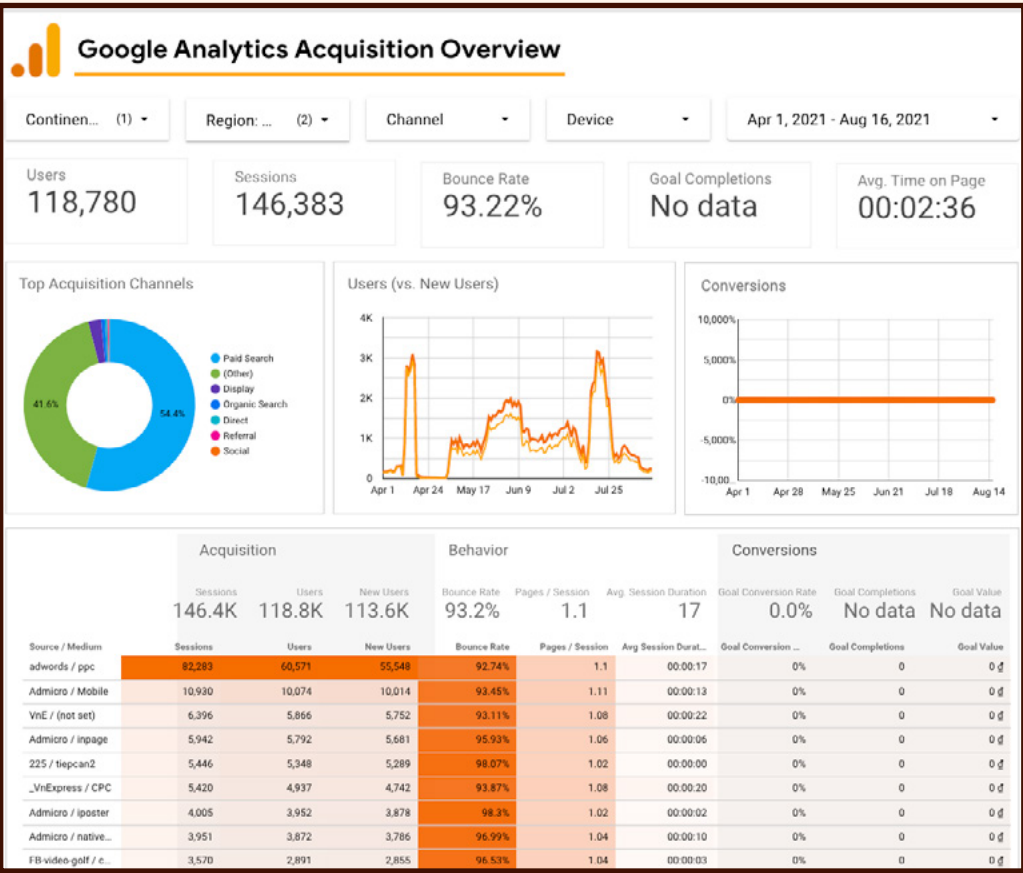 Google Analytics Acquisition Overview
Continen... (1)
Region: ... (2)
Channel
Device
Apr 1, 2021 - Aug 16, 2021
Users
118,780
Sessions
146,383
Bounce Rate
93.22%
Goal Completions
No data
Avg. Time on Page
00:02:36
Top Acquisition Channels
41.6%
54.4%
Paid Search
(Other)
Display
Organic Search
Direct
Referral
Social
Users (vs. New Users)
4K
3K
2K
1K
0
Apr 1 Apr 24 May 17 Jun 9 Jul 2 Jul 25
Conversions
10,000%
5,000%
0%
-5,000%
-10,00...
Apr 1 Apr 28 May 25 Jun 21 Jul 18 Aug 14
Acquisition Behavior Conversions
Sessions Users New Users Bounce Rate Pages / Session Avg. Session Duration Goal Conversion Rate Goal Completions Goal Value
146.4K 118.8K 113.6K 93.2% 1.1 17 0.0% No data No data
Source / Medium Sessions Users New Users Bounce Rate Pages / Session Avg Session Durat... Goal Conversion ... Goal Completions Goal Value
adwords / ppc 82,283 60,571 55,548 92.74% 1.1 00:00:17 0% 0 0 ₫
Admicro / Mobile 10,930 10,074 10,014 93.45% 1.11 00:00:13 0% 0 0 ₫
VnE / (not set) 6,396 5,866 5,752 93.11% 1.08 00:00:22 0% 0 0 ₫
Admicro / inpage 5,942 5,792 5,681 95.93% 1.06 00:00:06 0% 0 0 ₫
225 / tiepcan2 5,446 5,348 5,289 98.07% 1.02 00:00:00 0% 0 0 ₫
_VnExpress / CPC 5,420 4,937 4,742 93.87% 1.08 00:00:20 0% 0 0 ₫
Admicro / iposter 4,005 3,952 3,878 98.3% 1.02 00:00:02 0% 0 0 ₫
Admicro / native... 3,951 3,872 3,786 96.99% 1.04 00:00:10 0% 0 0 ₫
FB-video-golf / c... 3,570 2,891 2,855 96.53% 1.04 00:00:03 0% 0 0 ₫